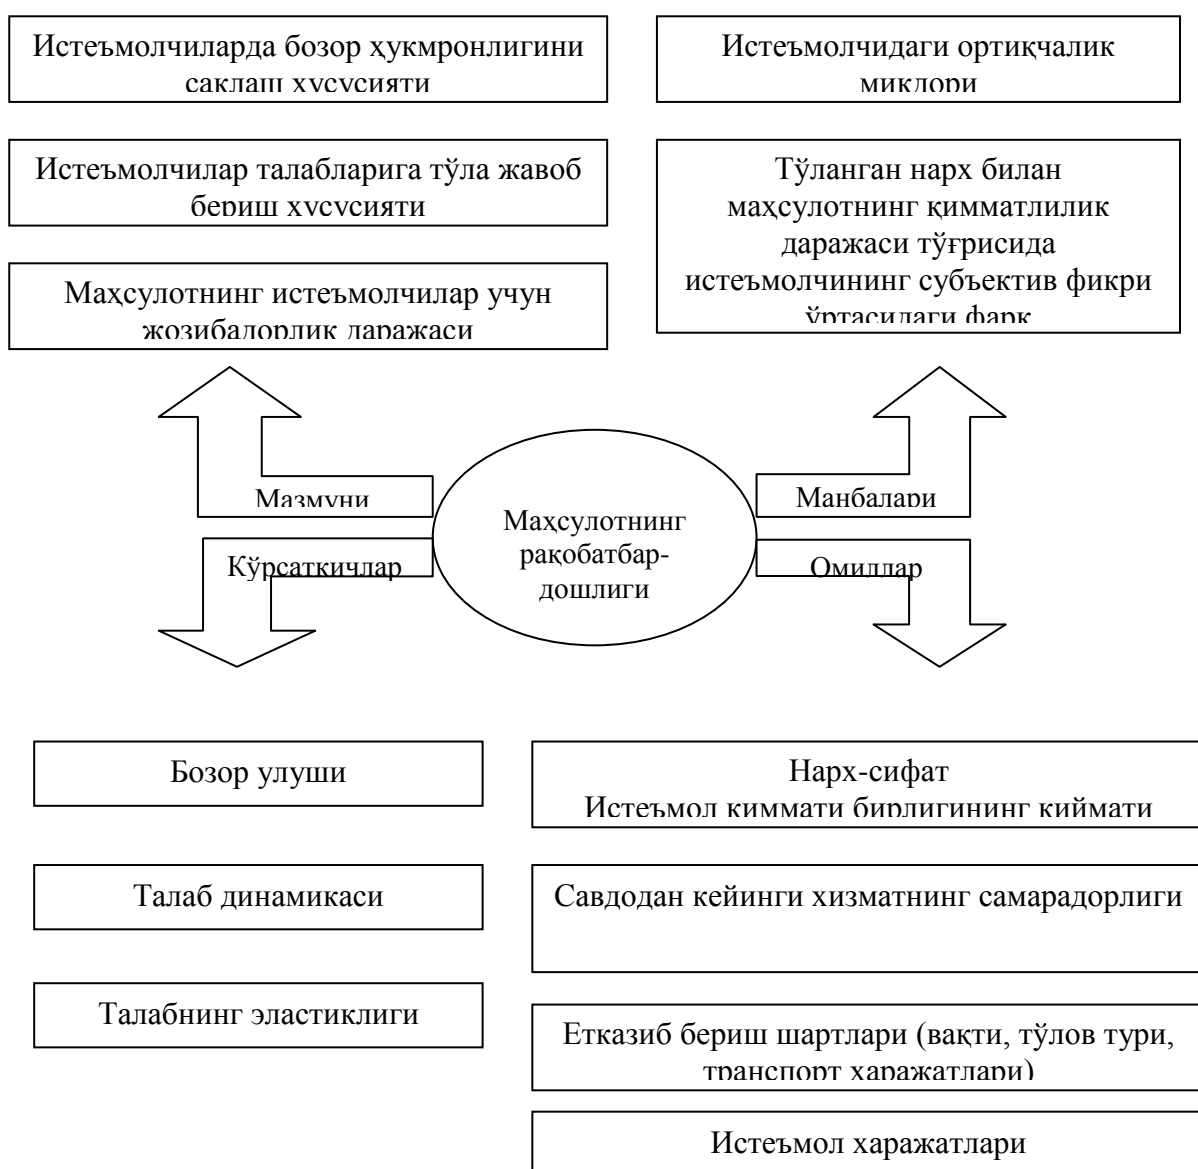 Истеъмолчиларда бозор ҳукмронлигини
сақлаш хусусияти
Истеъмолчилар талабларига тўла жавоб
бериш хусусияти
Маҳсулотнинг истеъмолчилар учун
жозибадорлик даражаси
Истеъмолчидаги ортиқчалик
миқдори
Тўланган нарх билан
маҳсулотнинг қимматлилик
даражаси тўғрисида
истеъмолчининг субъектив фикри
ўртасидаги фарқ
Мазмуни
Манбалари
Маҳсулотнинг
рақобатбар-
дошлиги
Кўрсаткичлар
Омиллар
Бозор улуши
Талаб динамикаси
Талабнинг эластиклиги
Нарх-сифат
Истеъмол қиммати бирлигининг қиймати
Савдодан кейинги хизматнинг самарадорлиги
Етказиб бериш шартлари (вақти, тўлов тури,
транспорт харажатлари)
Истеъмол харажатлари